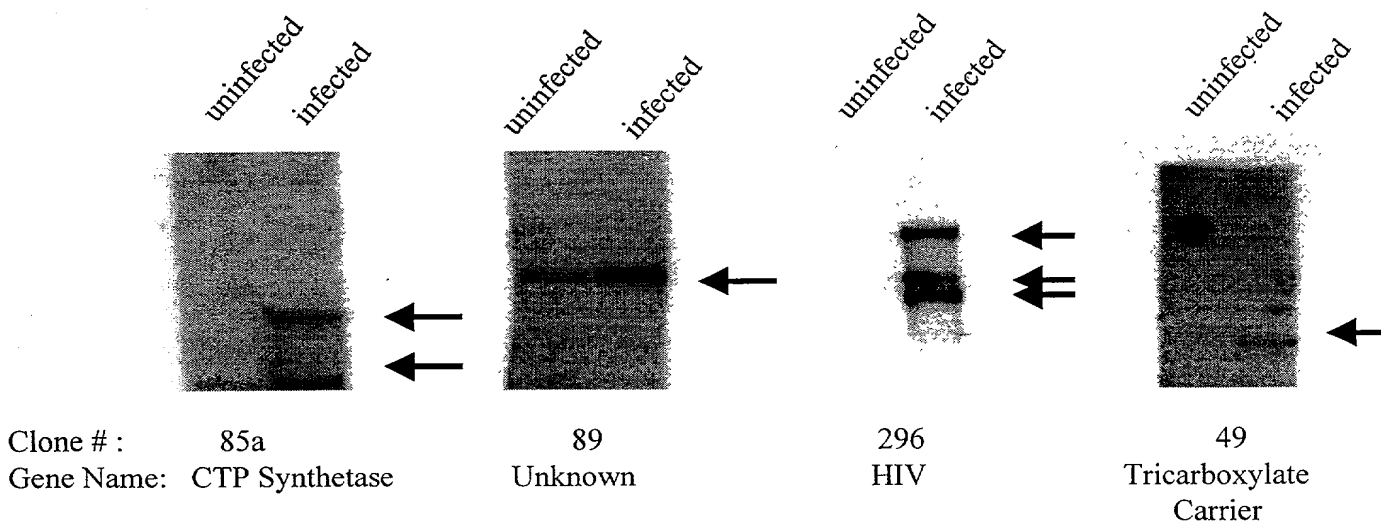 uninfected infected uninfected infected uninfected infected uninfected infected
Clone # : 85a 89 296 49
Gene Name: CTP Synthetase Unknown HIV Tricarboxylate
Carrier